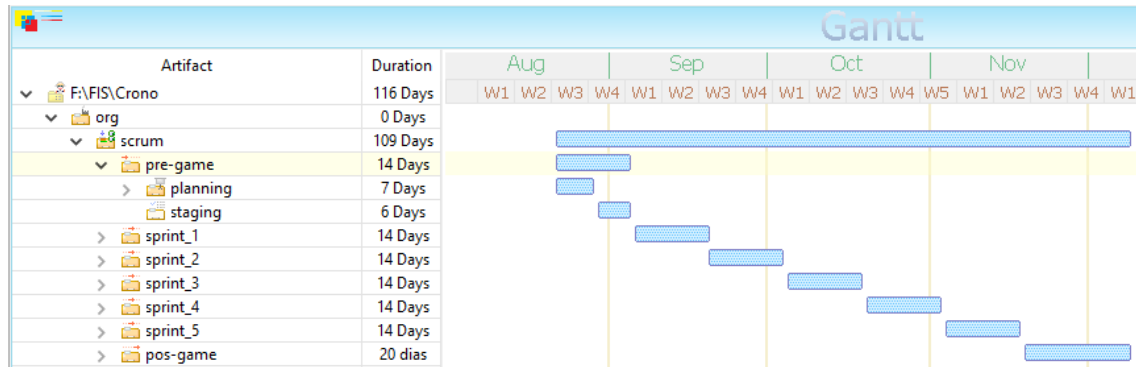 Gantt
Artifact Duration Aug Sep Oct Nov
F:\FIS\Crono 116 Days W1 W2 W3 W4 W1 W2 W3 W4 W1 W2 W3 W4 W5 W1 W2 W3 W4 W1
org 0 Days
scrum 109 Days
pre-game 14 Days
planning 7 Days
staging 6 Days
sprint_1 14 Days
sprint_2 14 Days
sprint_3 14 Days
sprint_4 14 Days
sprint_5 14 Days
pos-game 20 dias